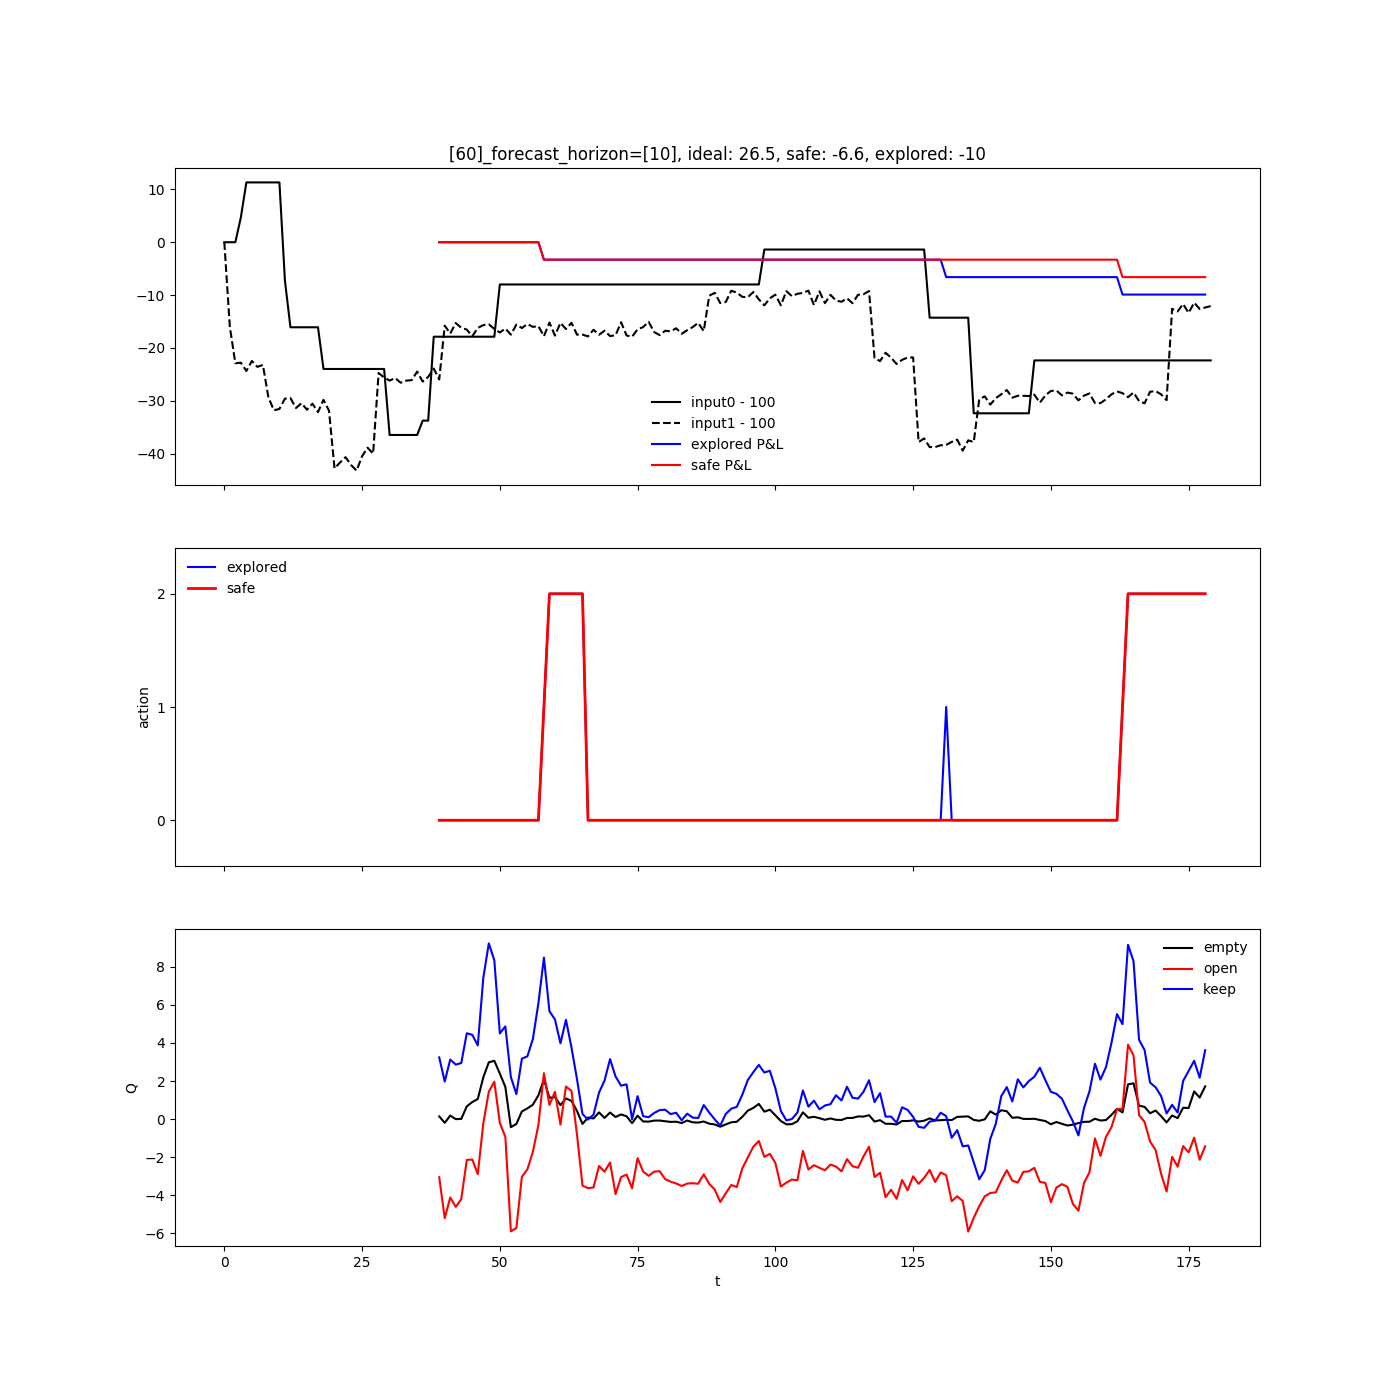 [60]_forecast_horizon=[10], ideal: 26.5, safe: -6.6, explored: -10
10
0
−10
−20
−30
−40
input0 - 100
input1 - 100
explored P&L
safe P&L
explored
safe
2
1
0
action
empty
open
keep
8
6
4
2
0
−2
−4
−6
Q
0 25 50 75 100 125 150 175
t